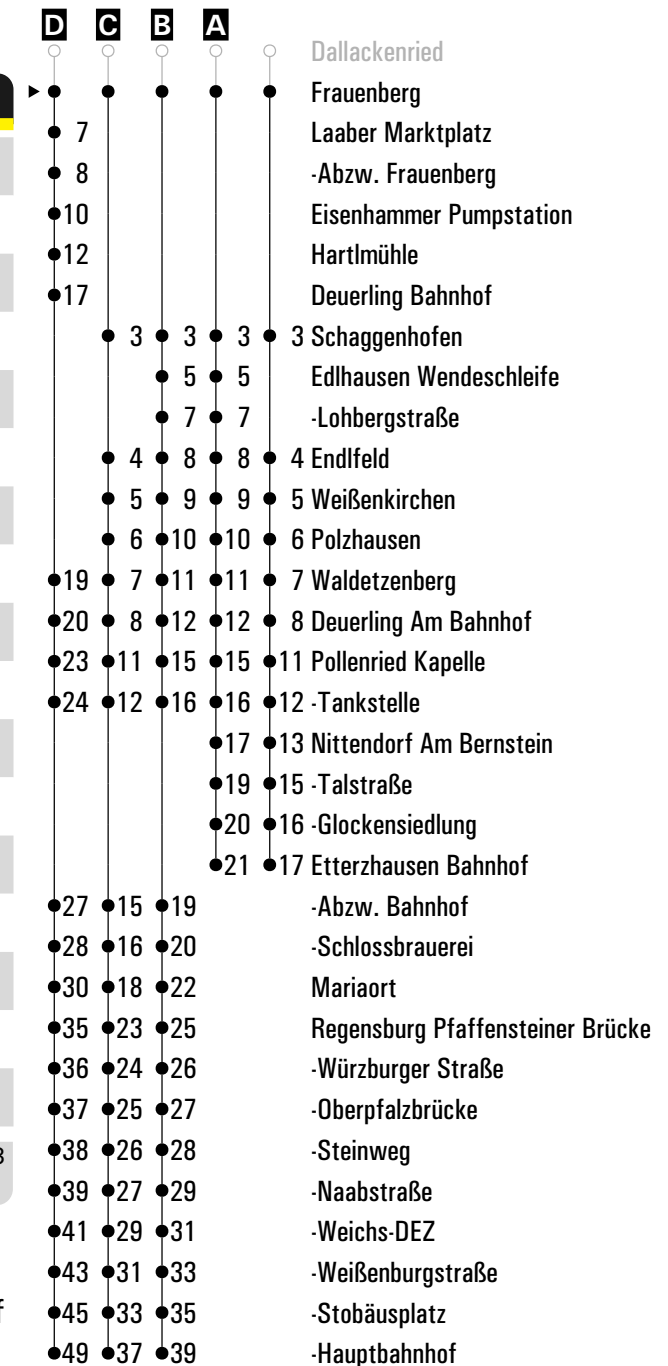 D C B A
Dallackenried
Frauenberg
7 Laaber Marktplatz
8 -Abzw. Frauenberg
10 Eisenhammer Pumpstation
12 Hartlmühle
17 Deuerling Bahnhof
3 3 3 3 Schaggenhofen
5 5 Edlhausen Wendeschleife
7 7 -Lohbergstraße
4 8 8 4 Endlfeld
5 9 9 5 Weißenkirchen
6 10 10 6 Polzhausen
19 7 11 11 7 Waldetzenberg
20 8 12 12 8 Deuerling Am Bahnhof
23 11 15 15 11 Pollenried Kapelle
24 12 16 16 12 -Tankstelle
17 13 Nittendorf Am Bernstein
19 15 -Talstraße
20 16 -Glockensiedlung
21 17 Etterzhausen Bahnhof
27 15 19 -Abzw. Bahnhof
28 16 20 -Schlossbrauerei
30 18 22 Mariaort
35 23 25 Regensburg Pfaffensteiner Brücke
36 24 26 -Würzburger Straße
37 25 27 -Oberpfalzbrücke
38 26 28 -Steinweg
39 27 29 -Naabstraße
41 29 31 -Weichs-DEZ
43 31 33 -Weißenburgstraße
45 33 35 -Stobäusplatz
49 37 39 -Hauptbahnhof